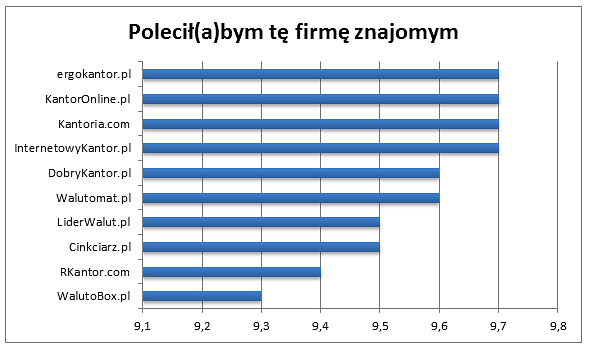 Polecił(a)bym tę firmę znajomym
ergokantor.pl
KantorOnline.pl
Kantoria.com
InternetowyKantor.pl
DobryKantor.pl
Walutomat.pl
LiderWalut.pl
Cinkciarz.pl
RKantor.com
WalutoBox.pl
9,1 9,2 9,3 9,4 9,5 9,6 9,7 9,8